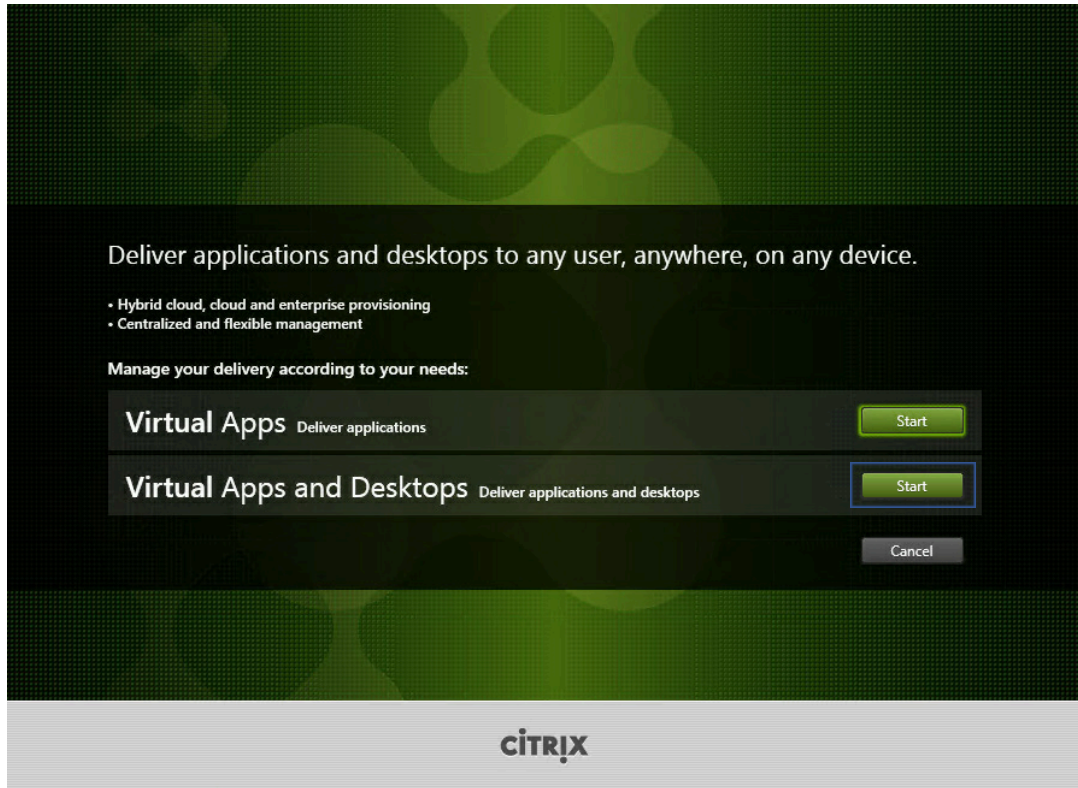 Deliver applications and desktops to any user, anywhere, on any device.
• Hybrid cloud, cloud and enterprise provisioning
• Centralized and flexible management
Manage your delivery according to your needs:
Virtual Apps Deliver applications Start
Virtual Apps and Desktops Deliver applications and desktops Start
Cancel
CITRIX